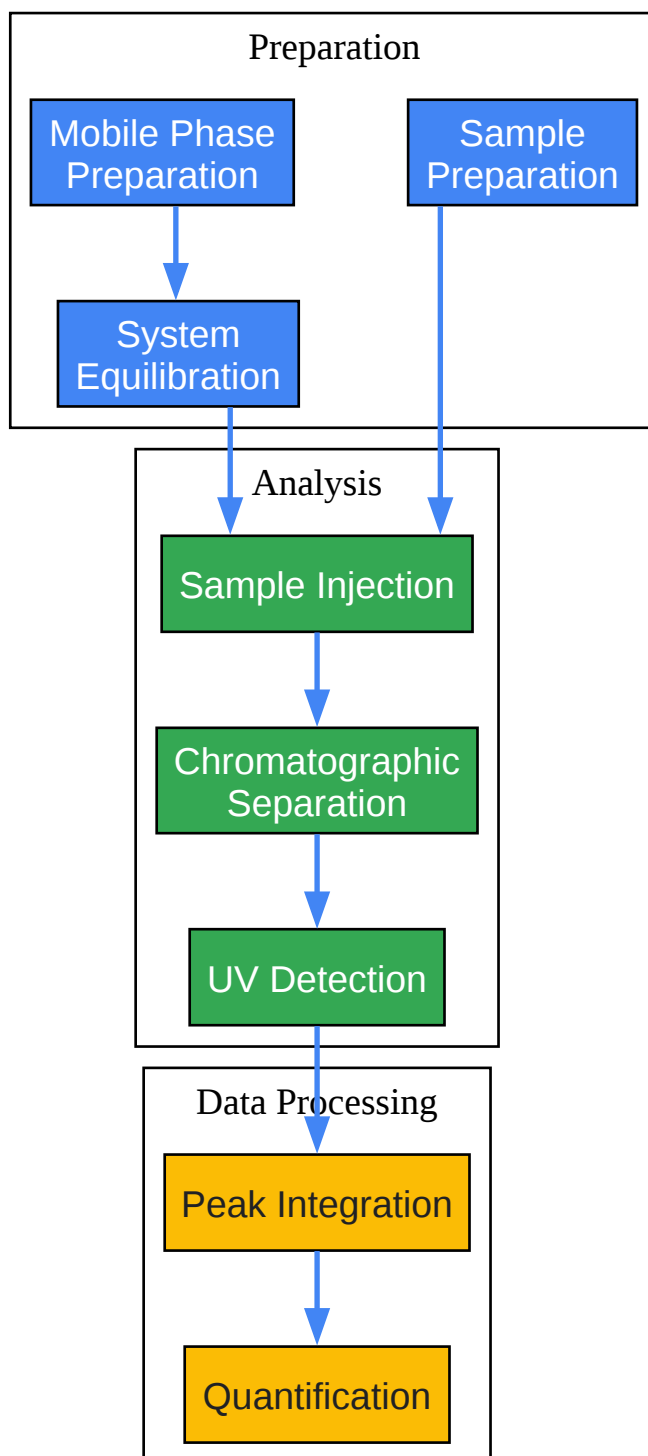 Preparation
Mobile Phase
Preparation
Sample
Preparation
System
Equilibration
Analysis
Sample Injection
Chromatographic
Separation
UV Detection
Data Processing
Peak Integration
Quantification